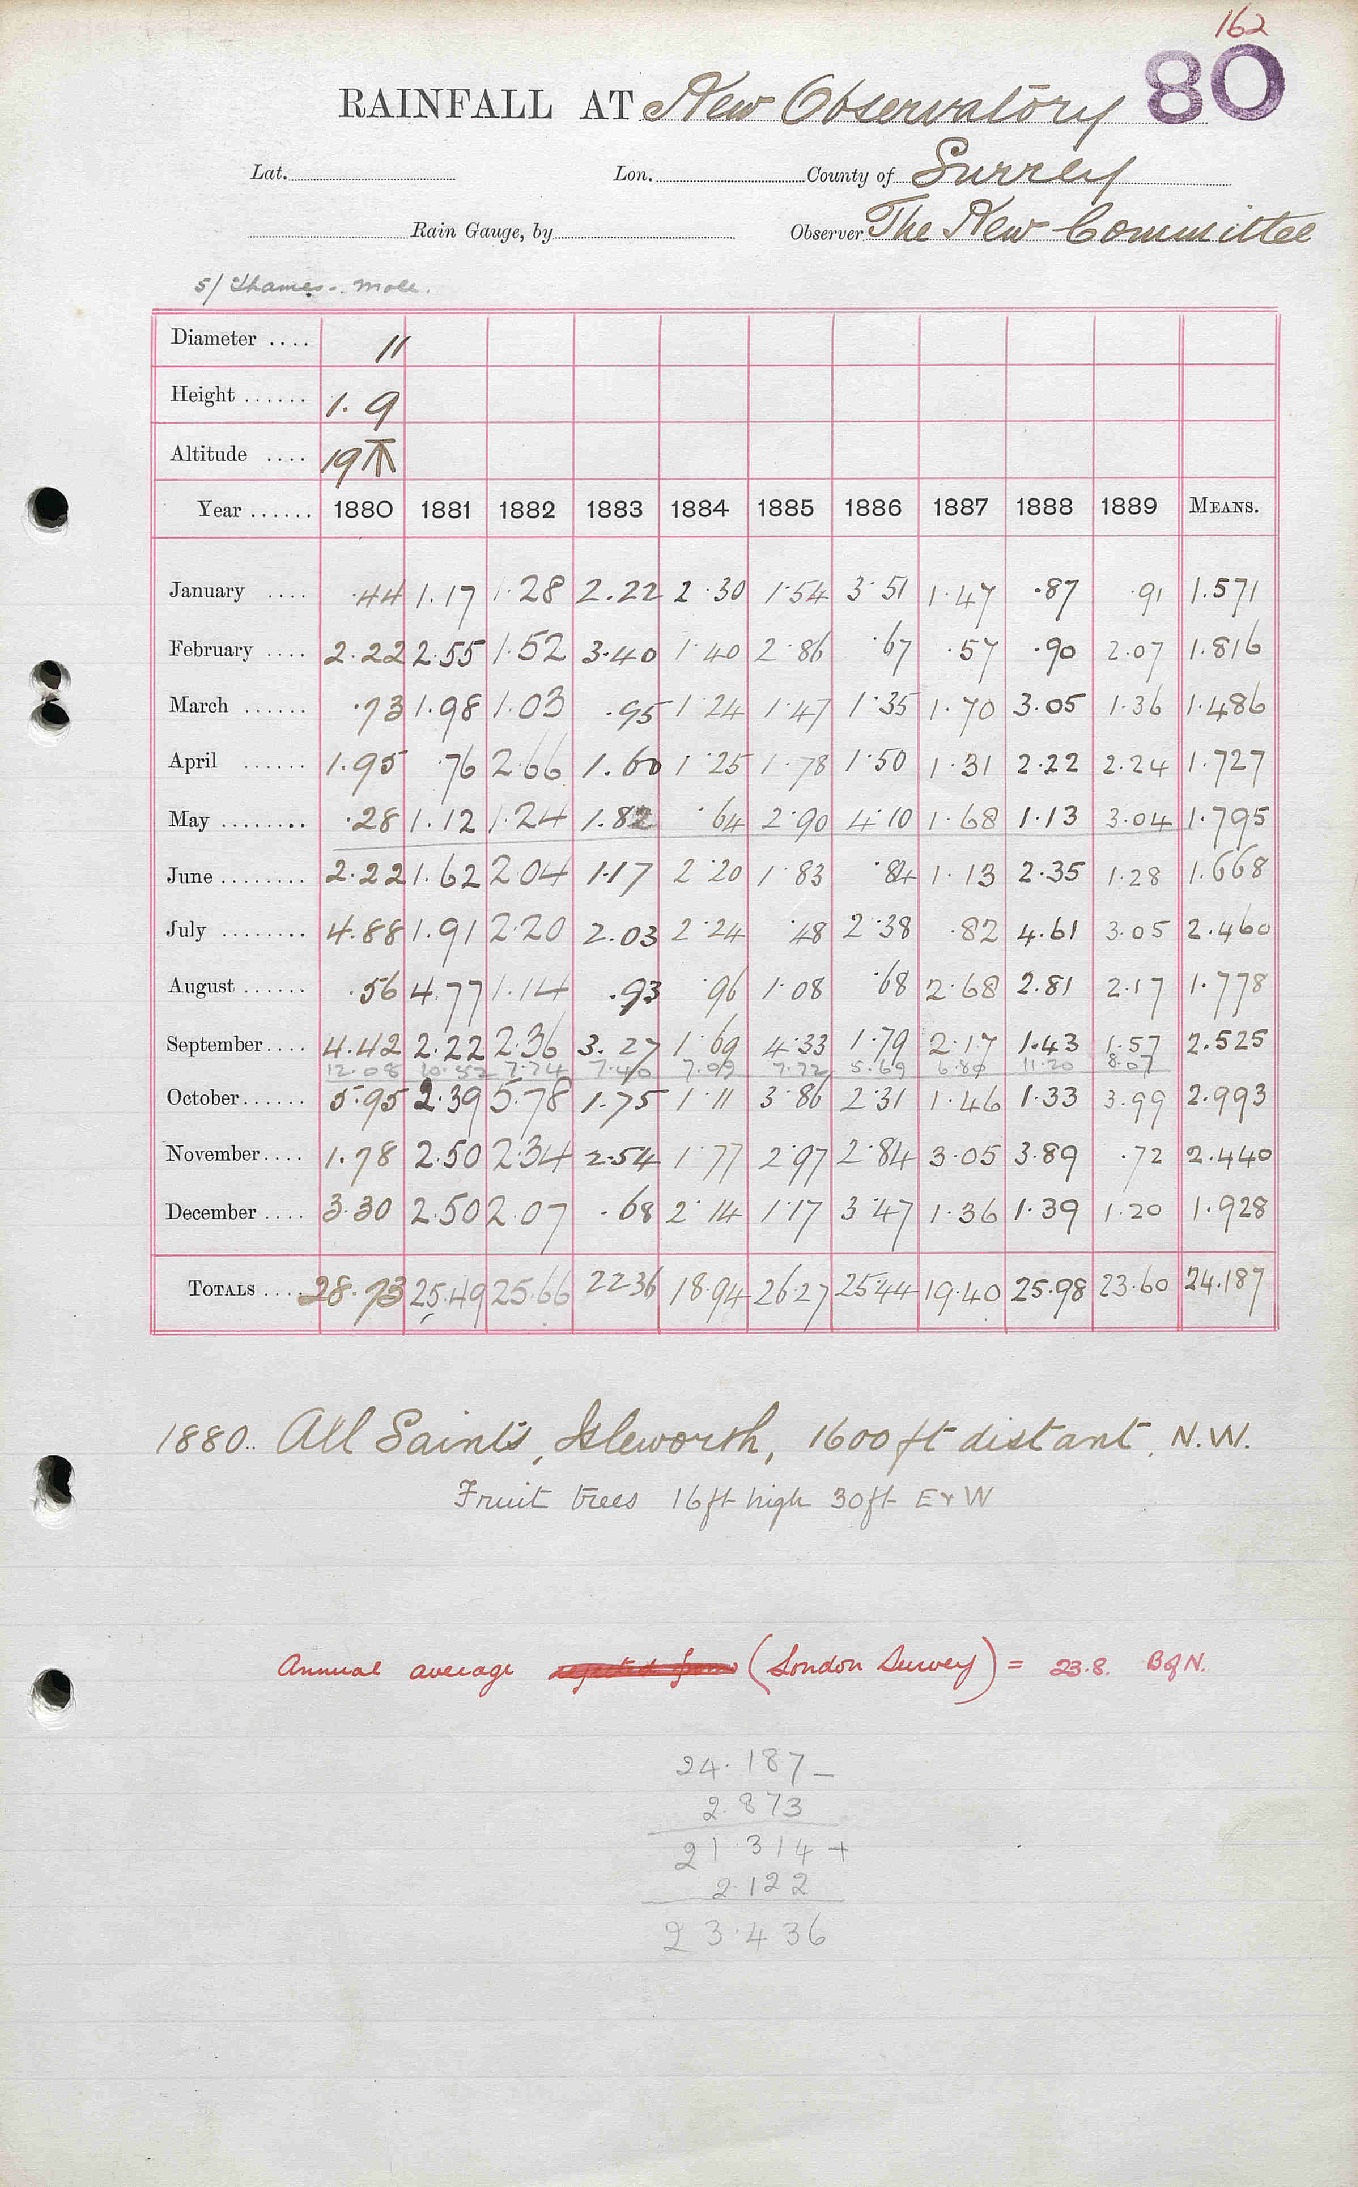 162
RAINFALL AT Kew Observatory 80
Lat. Lon. County of Surrey
Rain Gauge, by Observer The Kew Committee
5/ Thames - Mole.
Diameter .... 11
Height ...... 1.9
Altitude .... 19
Year ...... 1880 1881 1882 1883 1884 1885 1886 1887 1888 1889 MEANS.
January .... .44 1.17 1.28 2.22 2.30 1.54 3.51 1.47 .87 .91 1.571
February .... 2.22 2.55 1.52 3.40 1.40 2.86 .67 .57 .90 2.07 1.816
March ...... .73 1.98 1.03 .95 1.24 1.47 1.35 1.70 3.05 1.36 1.486
April ...... 1.95 .76 2.66 1.60 1.25 1.78 1.50 1.31 2.22 2.24 1.727
May ........ .28 1.12 1.24 1.82 .64 2.90 4.10 1.68 1.13 3.04 1.795
June ........ 2.22 1.62 2.04 1.17 2.20 1.83 .84 1.13 2.35 1.28 1.668
July ........ 4.88 1.91 2.20 2.03 2.24 .48 2.38 .82 4.61 3.05 2.460
August ...... .56 4.77 1.14 .93 .96 1.08 .68 2.68 2.81 2.17 1.778
September.... 4.42 2.22 2.36 3.27 1.69 4.33 1.79 2.17 1.43 1.57 2.525
12.08 10.52 7.74 7.40 7.09 7.72 5.69 6.80 11.20 8.07
October...... 5.95 2.39 5.78 1.75 1.11 3.86 2.31 1.46 1.33 3.99 2.993
November.... 1.78 2.50 2.34 2.54 1.77 2.97 2.84 3.05 3.89 .72 2.440
December .... 3.30 2.50 2.07 .68 2.14 1.17 3.47 1.36 1.39 1.20 1.928
TOTALS .... 28.73 25.49 25.66 22.36 18.94 26.27 25.44 19.40 25.98 23.60 24.187
1880.. All Saints, Isleworth, 1600 ft distant, N.W.
Fruit trees 16ft high 30ft E & W
Annual average (London Survey) = 23.8. B of N.
24.187 -
2.873
21.314 +
2.122
23.436